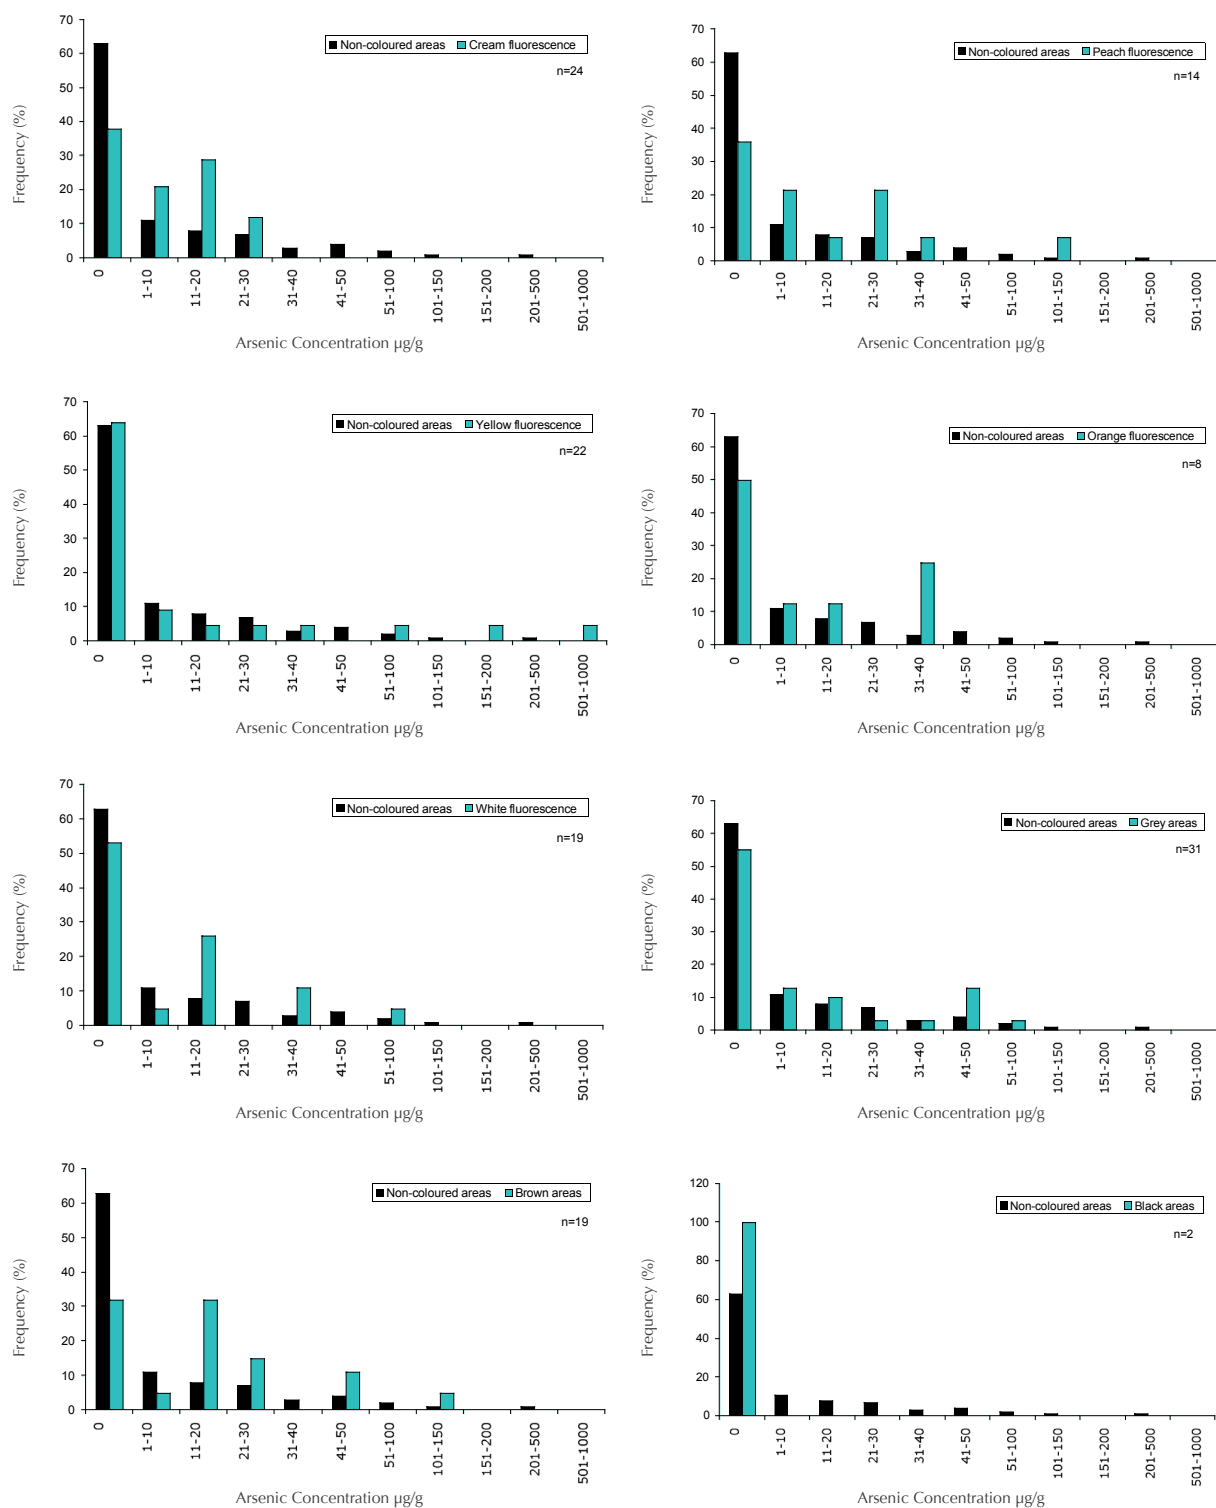 Non-coloured areas Cream fluorescence
n=24
Frequency (%)
70
60
50
40
30
20
10
0
0 1-10 11-20 21-30 31-40 41-50 51-100 101-150 151-200 201-500 501-1000
Arsenic Concentration µg/g
Non-coloured areas Peach fluorescence
n=14
Frequency (%)
70
60
50
40
30
20
10
0
0 1-10 11-20 21-30 31-40 41-50 51-100 101-150 151-200 201-500 501-1000
Arsenic Concentration µg/g
Non-coloured areas Yellow fluorescence
n=22
Frequency (%)
70
60
50
40
30
20
10
0
0 1-10 11-20 21-30 31-40 41-50 51-100 101-150 151-200 201-500 501-1000
Arsenic Concentration µg/g
Non-coloured areas Orange fluorescence
n=8
Frequency (%)
70
60
50
40
30
20
10
0
0 1-10 11-20 21-30 31-40 41-50 51-100 101-150 151-200 201-500 501-1000
Arsenic Concentration µg/g
Non-coloured areas White fluorescence
n=19
Frequency (%)
70
60
50
40
30
20
10
0
0 1-10 11-20 21-30 31-40 41-50 51-100 101-150 151-200 201-500 501-1000
Arsenic Concentration µg/g
Non-coloured areas Grey areas
n=31
Frequency (%)
70
60
50
40
30
20
10
0
0 1-10 11-20 21-30 31-40 41-50 51-100 101-150 151-200 201-500 501-1000
Arsenic Concentration µg/g
Non-coloured areas Brown areas
n=19
Frequency (%)
70
60
50
40
30
20
10
0
0 1-10 11-20 21-30 31-40 41-50 51-100 101-150 151-200 201-500 501-1000
Arsenic Concentration µg/g
Non-coloured areas Black areas
n=2
Frequency (%)
120
100
80
60
40
20
0
0 1-10 11-20 21-30 31-40 41-50 51-100 101-150 151-200 201-500 501-1000
Arsenic Concentration µg/g